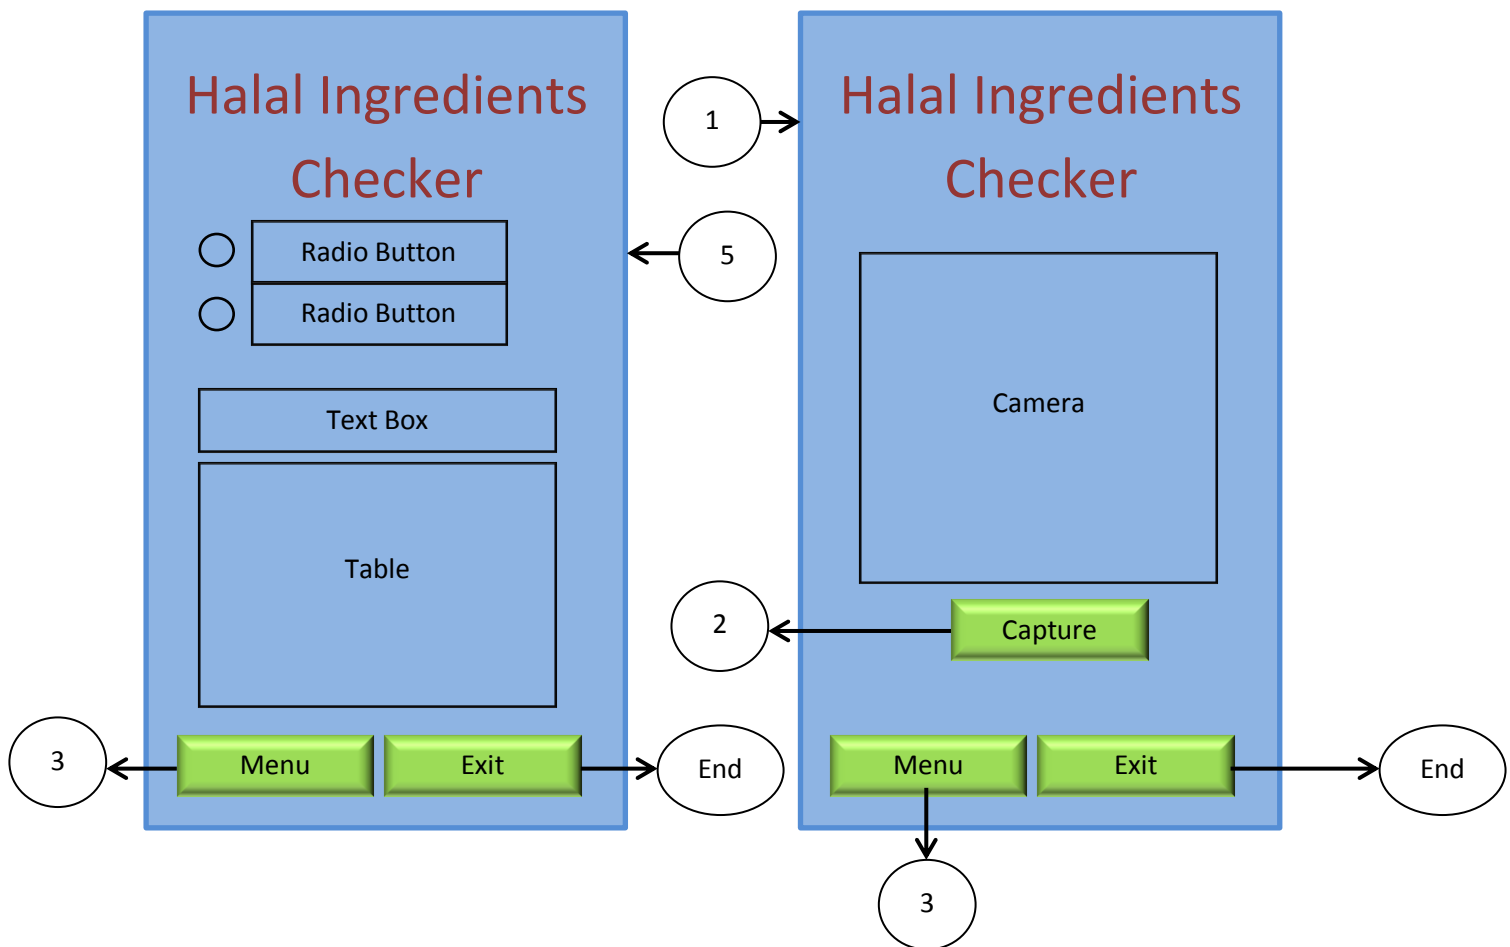 Halal Ingredients
Checker
Radio Button
Radio Button
Text Box
Table
Menu
Exit
3
End
5
1
Halal Ingredients
Checker
Camera
2
Capture
Menu
Exit
End
3